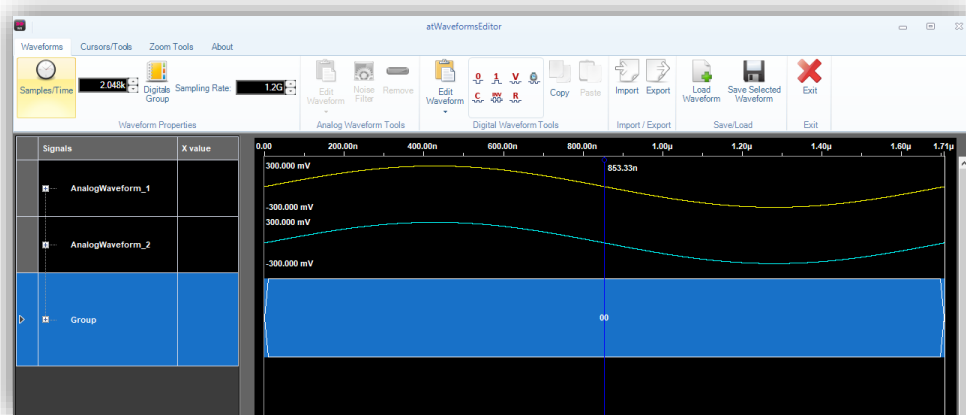 atWaveformsEditor
Waveforms Cursors/Tools Zoom Tools About
Samples/Time 2.048k Digitals Group Sampling Rate: 1.2G
Edit Waveform Noise Filter Remove
Edit Waveform 0 1 V C INV R Copy Paste
Import Export
Load Waveform Save Selected Waveform
Exit
Waveform Properties Analog Waveform Tools Digital Waveform Tools Import / Export Save/Load Exit
Signals X value
0.00 200.00n 400.00n 600.00n 800.00n 1.00µ 1.20µ 1.40µ 1.60µ 1.71µ
300.000 mV
853.33n
AnalogWaveform_1
-300.000 mV
300.000 mV
AnalogWaveform_2
-300.000 mV
Group
00